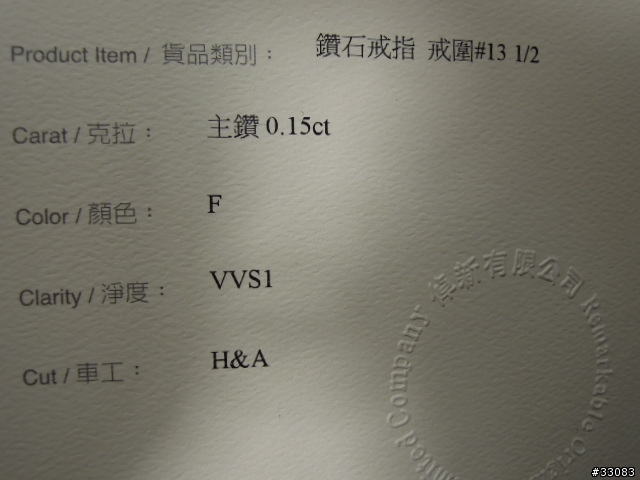 Product Item / 貨品類別： 鑽石戒指 戒圍#13 1/2
Carat / 克拉： 主鑽 0.15ct
Color / 顏色： F
Clarity / 淨度： VVS1
Cut / 車工： H&A
新有限公司
Remarkable
Company
#33083